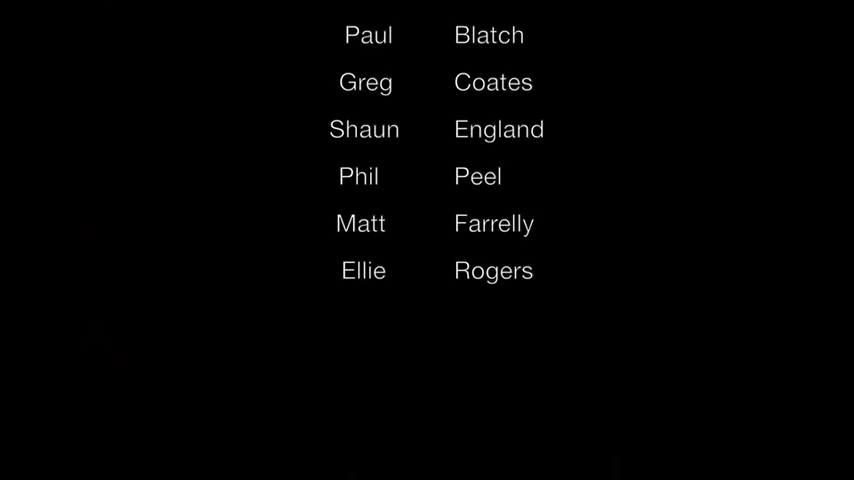 Paul Blatch
Greg Coates
Shaun England
Phil Peel
Matt Farrelly
Ellie Rogers